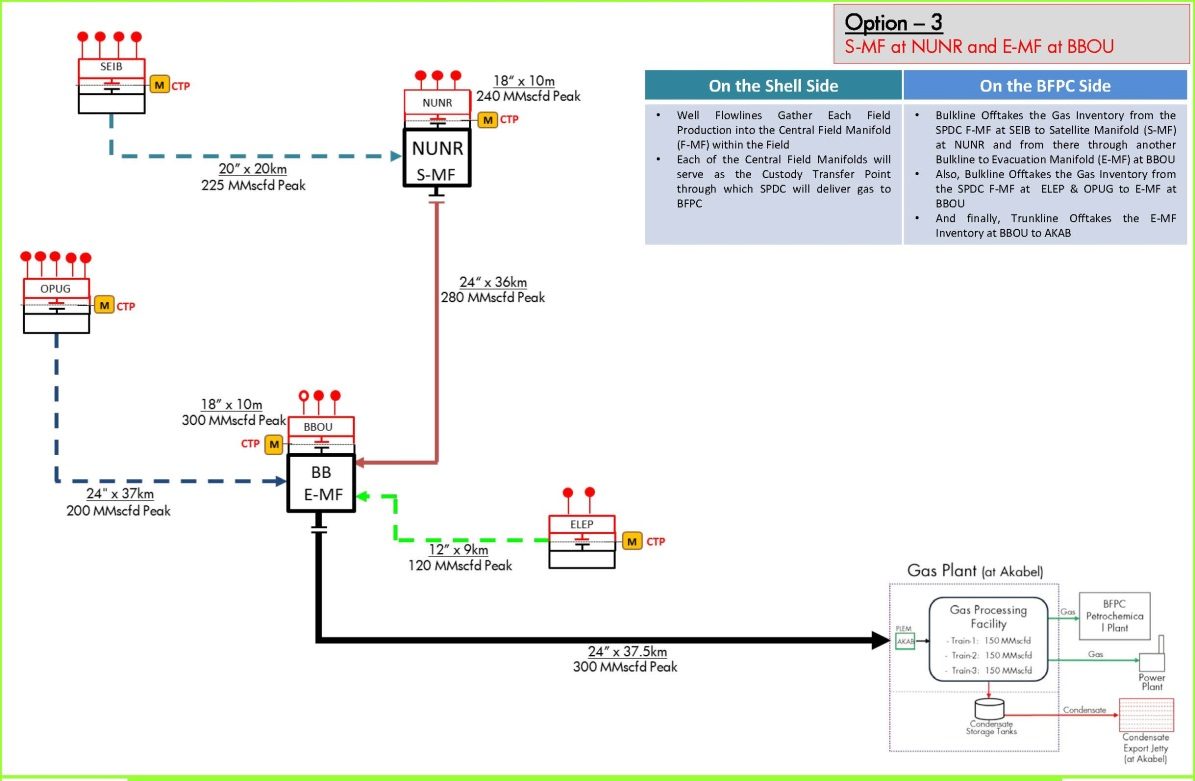 Option – 3
S-MF at NUNR and E-MF at BBOU
On the Shell Side
• Well Flowlines Gather Each Field
Production into the Central Field Manifold
(F-MF) within the Field
• Each of the Central Field Manifolds will
serve as the Custody Transfer Point
through which SPDC will deliver gas to
BFPC
On the BFPC Side
• Bulkline Offtakes the Gas Inventory from the
SPDC F-MF at SEIB to Satellite Manifold (S-MF)
at NUNR and from there through another
Bulkline to Evacuation Manifold (E-MF) at BBOU
• Also, Bulkline Offtakes the Gas Inventory from
the SPDC F-MF at ELEP & OPUG to E-MF at
BBOU
• And finally, Trunkline Offtakes the E-MF
Inventory at BBOU to AKAB
SEIB
M CTP
20" x 20km
225 MMscfd Peak
18" x 10m
240 MMscfd Peak
NUNR
M CTP
NUNR
S-MF
24" x 36km
280 MMscfd Peak
OPUG
M CTP
24" x 37km
200 MMscfd Peak
18" x 10m
300 MMscfd Peak
BBOU
CTP M
BB
E-MF
ELEP
M CTP
12" x 9km
120 MMscfd Peak
24" x 37.5km
300 MMscfd Peak
Gas Plant (at Akabel)
PLEM
AKAB
Gas Processing
Facility
- Train-1: 150 MMscfd
- Train-2: 150 MMscfd
- Train-3: 150 MMscfd
Gas
BFPC
Petrochemica
l Plant
Gas
Power
Plant
Condensate
Storage Tanks
Condensate
Condensate
Export Jetty
(at Akabel)